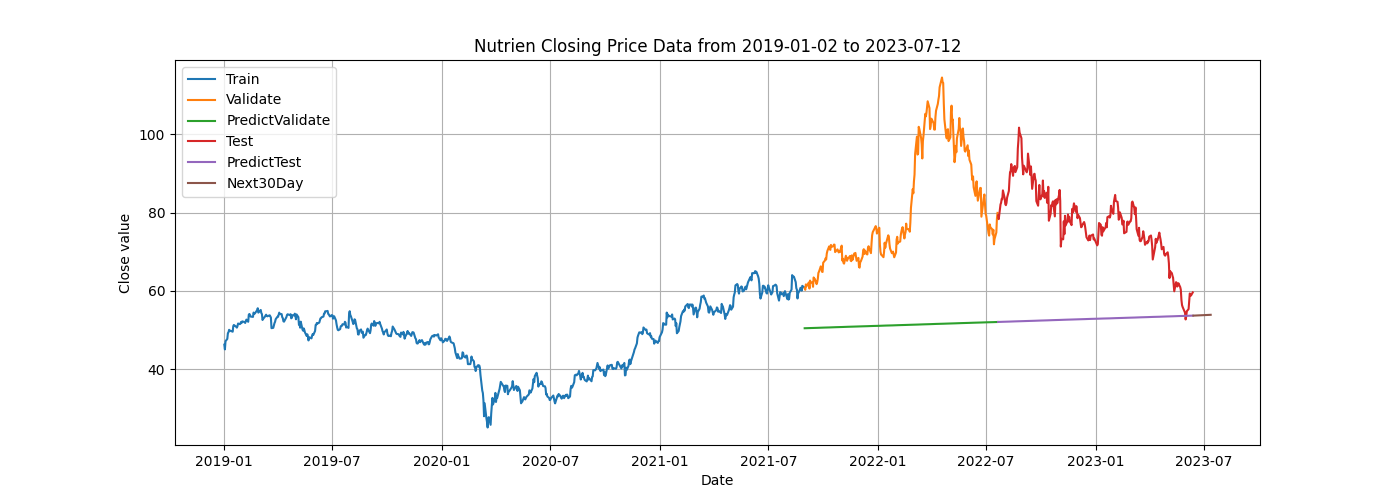 Nutrien Closing Price Data from 2019-01-02 to 2023-07-12
Train
Validate
PredictValidate
Test
PredictTest
Next30Day
Close value
100
80
60
40
2019-01 2019-07 2020-01 2020-07 2021-01 2021-07 2022-01 2022-07 2023-01 2023-07
Date